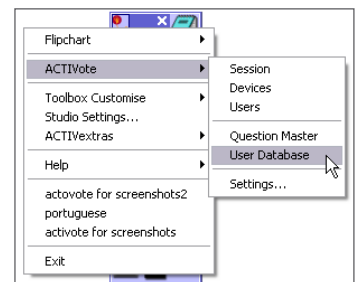 Flipchart
ACTIVote
Toolbox Customise
Studio Settings...
ACTIVextras
Help
actovote for screenshots2
portuguese
activote for screenshots
Exit
Session
Devices
Users
Question Master
User Database
Settings...